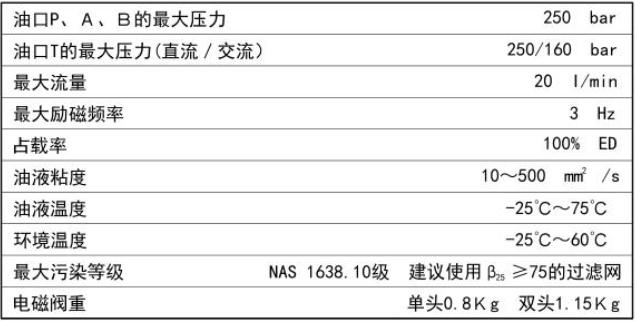 油口P、A、B的最大压力 250 bar
油口T的最大压力(直流/交流) 250/160 bar
最大流量 20 l/min
最大励磁频率 3 Hz
占载率 100% ED
油液粘度 10～500 mm² /s
油液温度 -25℃～75℃
环境温度 -25℃～60℃
最大污染等级 NAS 1638.10级 建议使用 β₂₅ ≥75的过滤网
电磁阀重 单头0.8Kg 双头1.15Kg